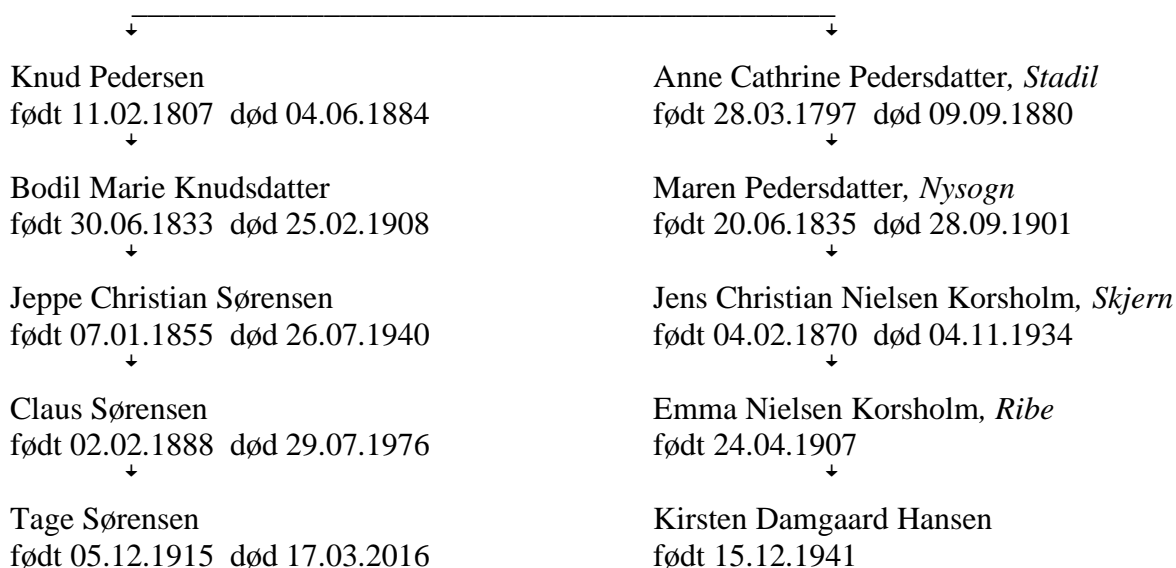 Knud Pedersen
født 11.02.1807 død 04.06.1884
Bodil Marie Knudsdatter
født 30.06.1833 død 25.02.1908
Jeppe Christian Sørensen
født 07.01.1855 død 26.07.1940
Claus Sørensen
født 02.02.1888 død 29.07.1976
Tage Sørensen
født 05.12.1915 død 17.03.2016
Anne Cathrine Pedersdatter, Stadil
født 28.03.1797 død 09.09.1880
Maren Pedersdatter, Nysogn
født 20.06.1835 død 28.09.1901
Jens Christian Nielsen Korsholm, Skjern
født 04.02.1870 død 04.11.1934
Emma Nielsen Korsholm, Ribe
født 24.04.1907
Kirsten Damgaard Hansen
født 15.12.1941